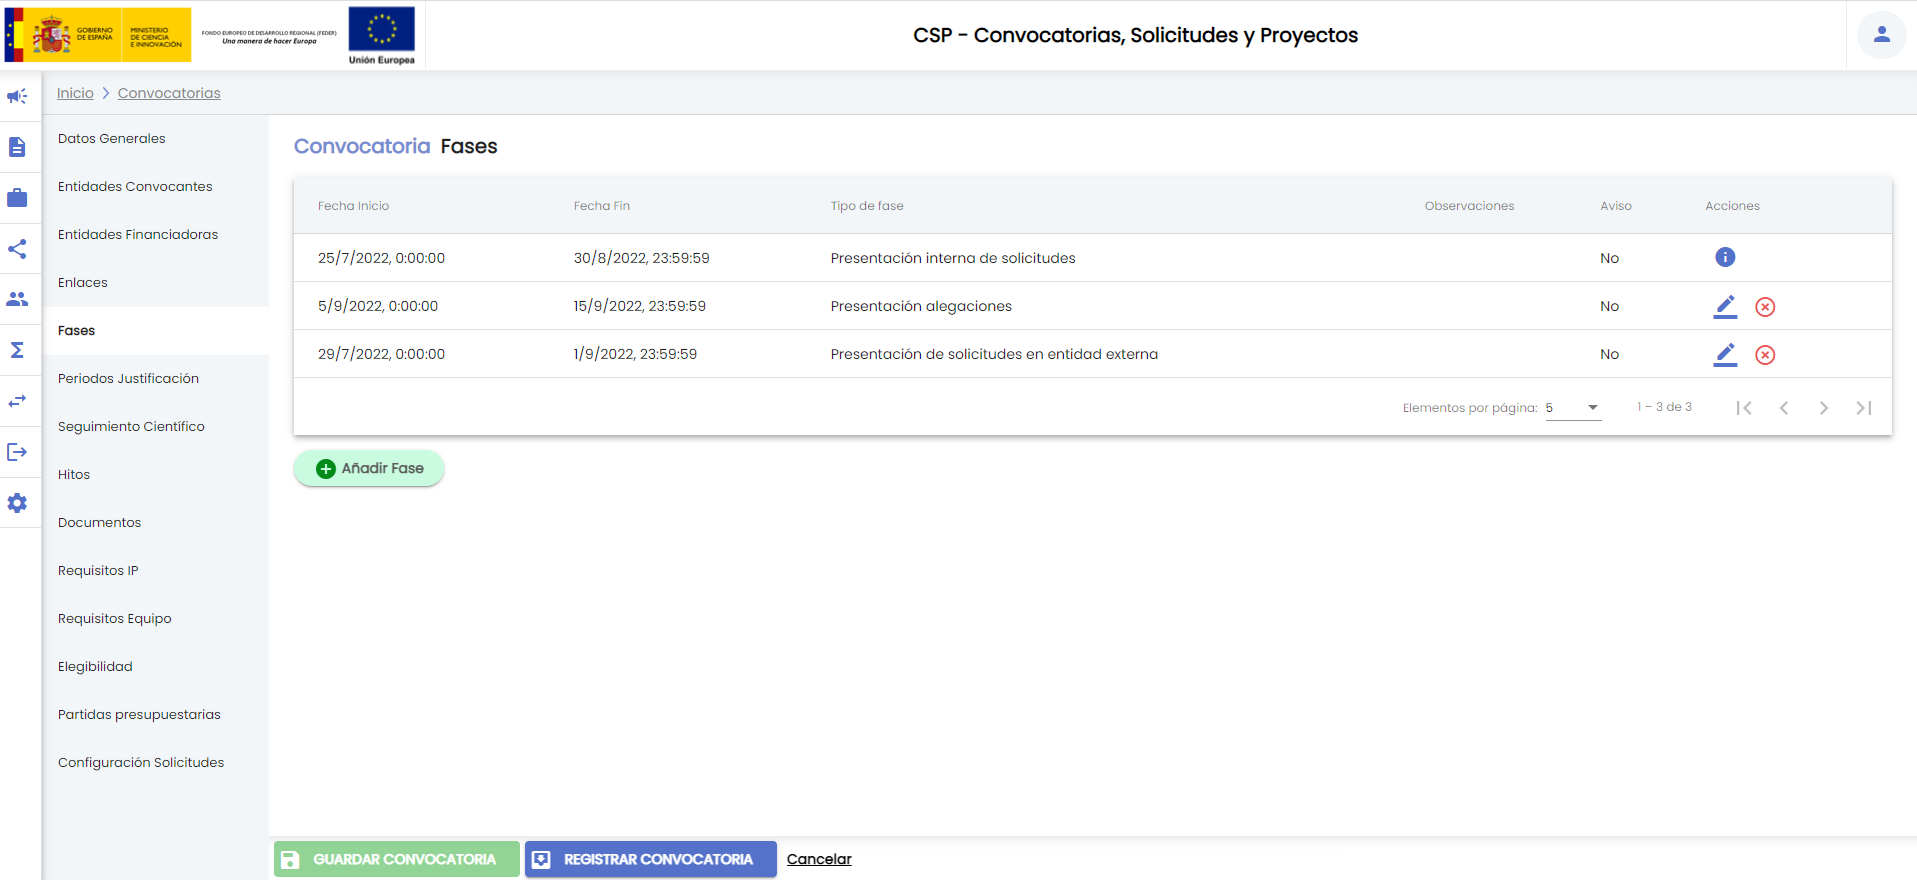 GOBIERNO
DE ESPAÑA
MINISTERIO
DE CIENCIA
E INNOVACIÓN
FONDO EUROPEO DE DESARROLLO REGIONAL (FEDER)
Una manera de hacer Europa
Unión Europea
CSP - Convocatorias, Solicitudes y Proyectos
Inicio > Convocatorias
Datos Generales
Entidades Convocantes
Entidades Financiadoras
Enlaces
Fases
Periodos Justificación
Seguimiento Científico
Hitos
Documentos
Requisitos IP
Requisitos Equipo
Elegibilidad
Partidas presupuestarias
Configuración Solicitudes
Convocatoria Fases
Fecha Inicio Fecha Fin Tipo de fase Observaciones Aviso Acciones
25/7/2022, 0:00:00 30/8/2022, 23:59:59 Presentación interna de solicitudes No
5/9/2022, 0:00:00 15/9/2022, 23:59:59 Presentación alegaciones No
29/7/2022, 0:00:00 1/9/2022, 23:59:59 Presentación de solicitudes en entidad externa No
Elementos por página: 5 1 – 3 de 3
Añadir Fase
GUARDAR CONVOCATORIA REGISTRAR CONVOCATORIA Cancelar